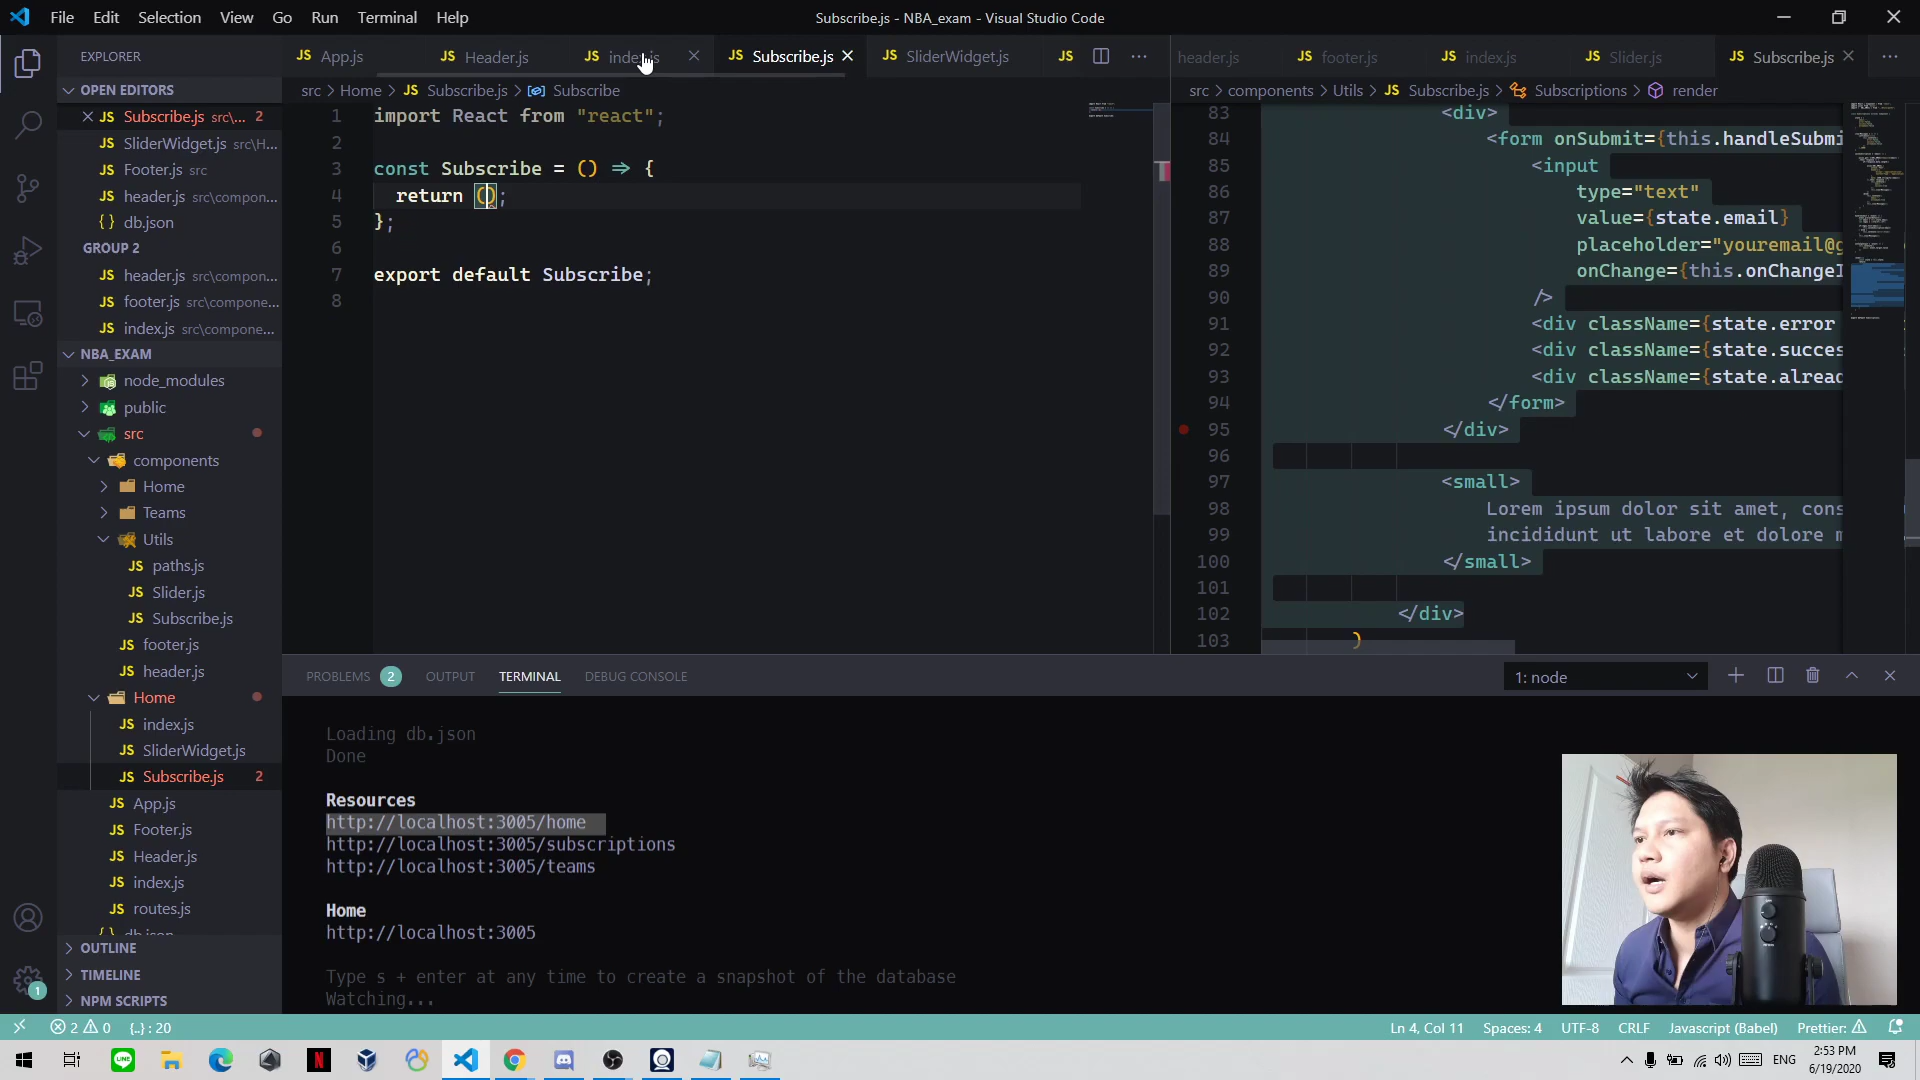 File Edit Selection View Go Run Terminal Help
Subscribe.js - NBA_exam - Visual Studio Code
EXPLORER
OPEN EDITORS
Subscribe.js src\... 2
SliderWidget.js src\H...
Footer.js src
header.js src\compon...
db.json
GROUP 2
header.js src\compon...
footer.js src\compone...
index.js src\compone...
NBA_EXAM
node_modules
public
src
components
Home
Teams
Utils
paths.js
Slider.js
Subscribe.js
footer.js
header.js
Home
index.js
SliderWidget.js
Subscribe.js 2
App.js
Footer.js
Header.js
index.js
routes.js
db.json
OUTLINE
TIMELINE
NPM SCRIPTS
JS App.js JS Header.js JS index.js JS Subscribe.js JS SliderWidget.js JS
src > Home > JS Subscribe.js > Subscribe
1 import React from "react";
2
3 const Subscribe = () => {
4 return ();
5 };
6
7 export default Subscribe;
8
header.js JS footer.js JS index.js JS Slider.js JS Subscribe.js
src > components > Utils > JS Subscribe.js > Subscriptions > render
83 <div>
84 <form onSubmit={this.handleSubmi
85 <input
86 type="text"
87 value={state.email}
88 placeholder="youremail@g
89 onChange={this.onChangeI
90 />
91 <div className={state.error
92 <div className={state.succes
93 <div className={state.alread
94 </form>
95 </div>
96
97 <small>
98 Lorem ipsum dolor sit amet, cons
99 incididunt ut labore et dolore m
100 </small>
101
102 </div>
103 )
PROBLEMS 2 OUTPUT TERMINAL DEBUG CONSOLE
1: node
Loading db.json
Done
Resources
http://localhost:3005/home
http://localhost:3005/subscriptions
http://localhost:3005/teams
Home
http://localhost:3005
Type s + enter at any time to create a snapshot of the database
Watching...
2 0 {..} : 20
Ln 4, Col 11 Spaces: 4 UTF-8 CRLF Javascript (Babel) Prettier:
ENG
2:53 PM
6/19/2020